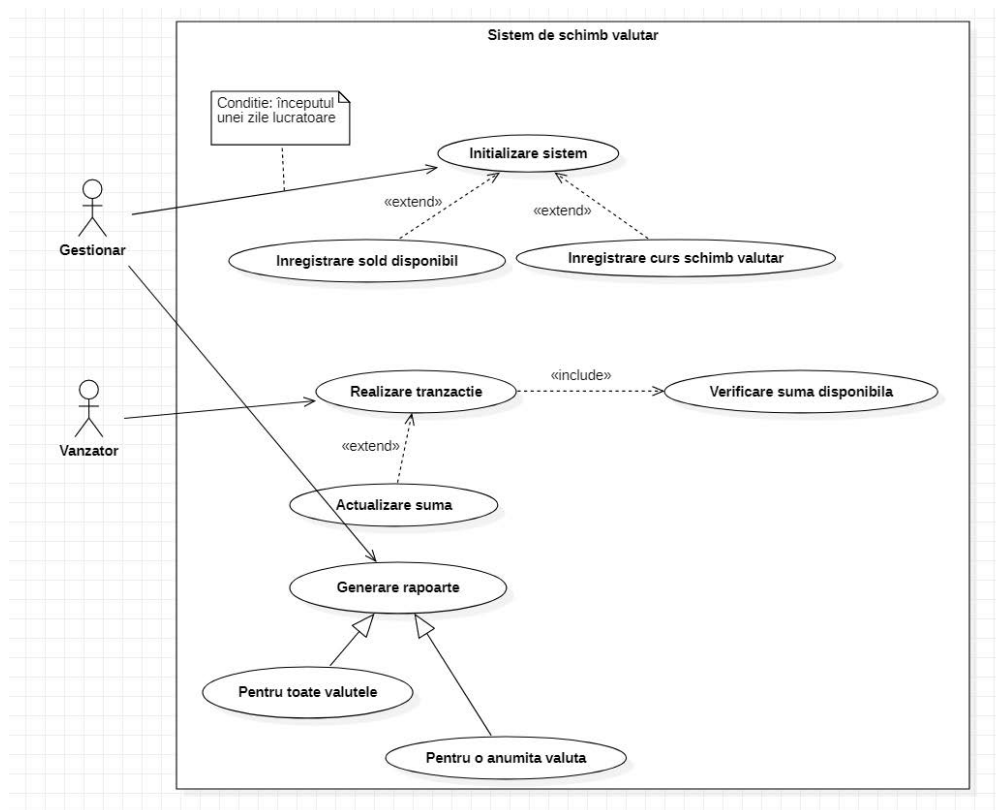 Sistem de schimb valutar
Conditie: începutul
unei zile lucratoare
Initializare sistem
«extend»
«extend»
Gestionar
Inregistrare sold disponibil
Inregistrare curs schimb valutar
Realizare tranzactie
«include»
Verificare suma disponibila
Vanzator
«extend»
Actualizare suma
Generare rapoarte
Pentru toate valutele
Pentru o anumita valuta